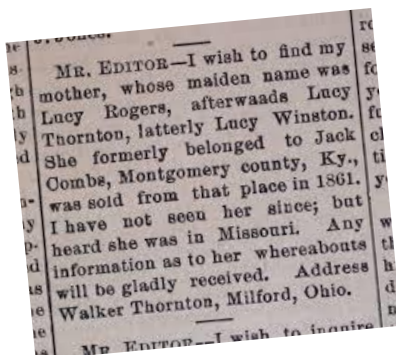 MR. EDITOR—I wish to find my
mother, whose maiden name was
Lucy Rogers, afterwaads Lucy
Thornton, latterly Lucy Winston.
She formerly belonged to Jack
Combs, Montgomery county, Ky.,
was sold from that place in 1861.
I have not seen her since; but
heard she was in Missouri. Any
information as to her whereabouts
will be gladly received. Address
Walker Thornton, Milford, Ohio.
MR. EDITOR—I wish to inquire